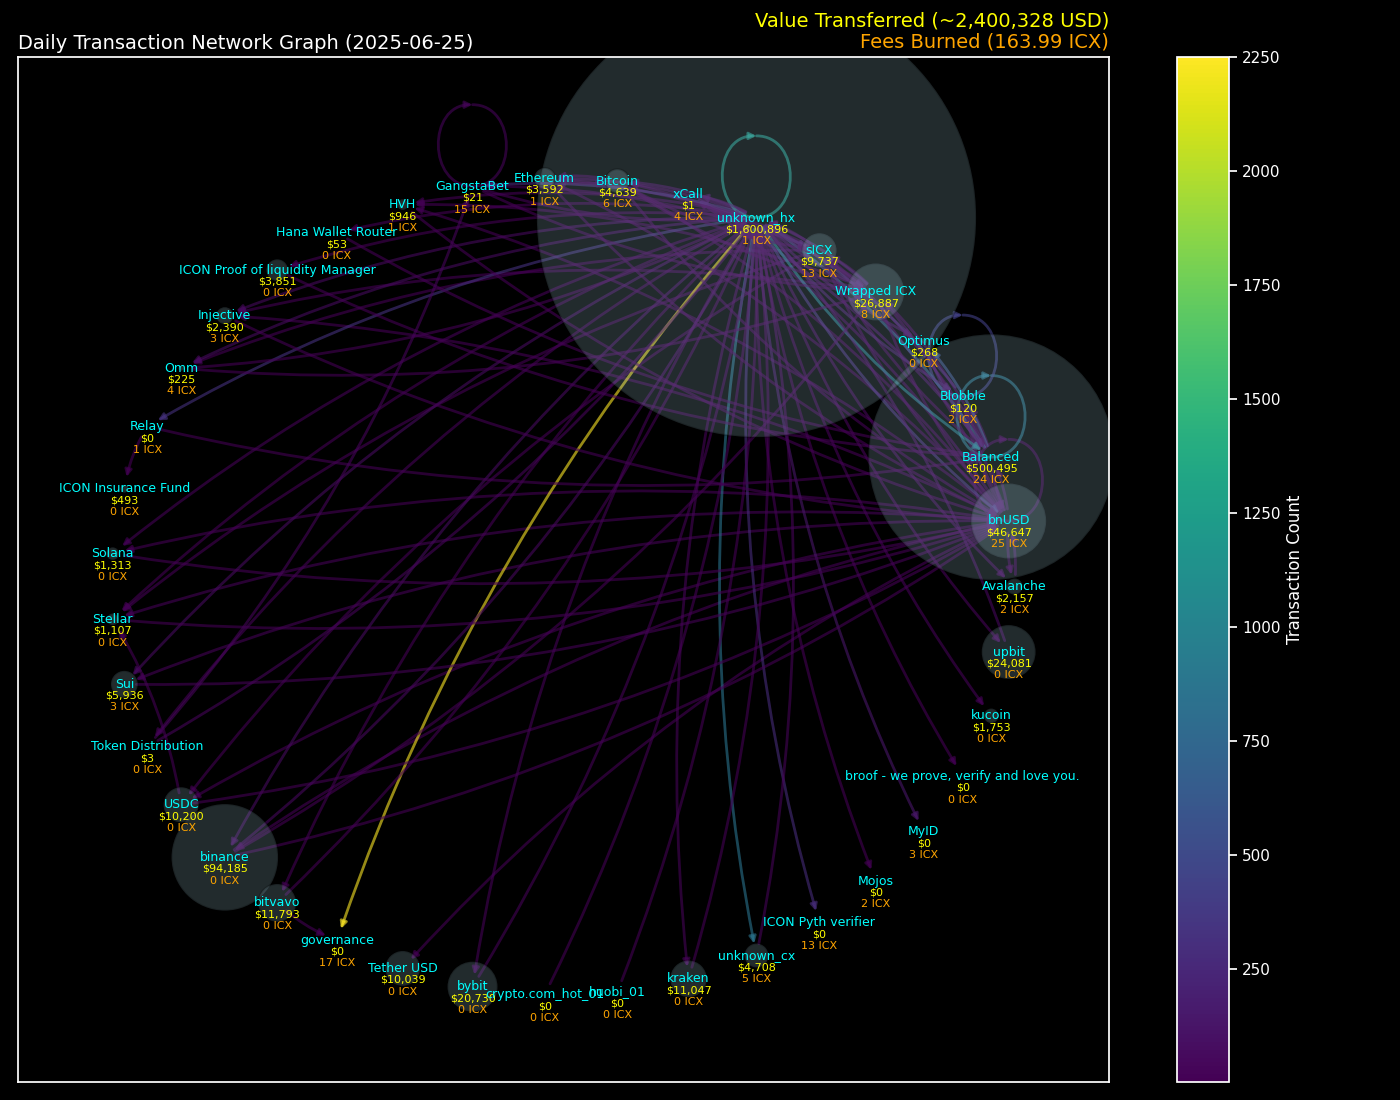 Value Transferred (~2,400,328 USD)
Daily Transaction Network Graph (2025-06-25)
Fees Burned (163.99 ICX)
GangstaBet
$21
15 ICX
Ethereum
$3,592
1 ICX
Bitcoin
$4,639
6 ICX
xCall
$1
4 ICX
HVH
$946
1 ICX
unknown_hx
$1,600,896
1 ICX
Hana Wallet Router
$53
0 ICX
sICX
$9,737
13 ICX
ICON Proof of liquidity Manager
$3,851
0 ICX
Wrapped ICX
$26,887
8 ICX
Injective
$2,390
3 ICX
Optimus
$268
0 ICX
Omm
$225
4 ICX
Blobble
$120
2 ICX
Relay
$0
1 ICX
Balanced
$500,495
24 ICX
ICON Insurance Fund
$493
0 ICX
bnUSD
$46,647
25 ICX
Solana
$1,313
0 ICX
Avalanche
$2,157
2 ICX
Stellar
$1,107
0 ICX
upbit
$24,081
0 ICX
Sui
$5,936
3 ICX
kucoin
$1,753
0 ICX
Token Distribution
$3
0 ICX
broof - we prove, verify and love you.
$0
0 ICX
USDC
$10,200
0 ICX
MyID
$0
3 ICX
binance
$94,185
0 ICX
Mojos
$0
2 ICX
bitvavo
$11,793
0 ICX
ICON Pyth verifier
$0
13 ICX
governance
$0
17 ICX
unknown_cx
$4,708
5 ICX
Tether USD
$10,039
0 ICX
kraken
$11,047
0 ICX
bybit
$20,730
0 ICX
crypto.com_hot_01
$0
0 ICX
huobi_01
$0
0 ICX
2250
2000
1750
1500
1250
1000
750
500
250
Transaction Count